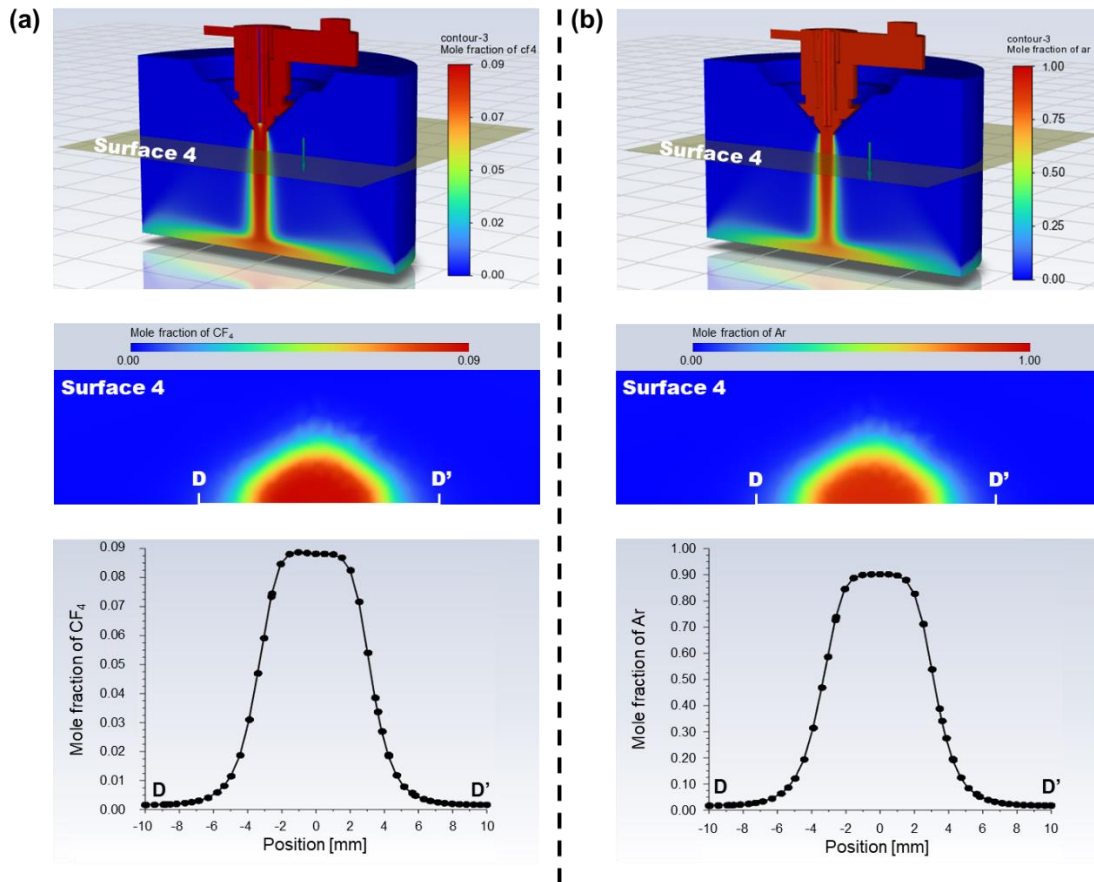 (a)
contour-3
Mole fraction of cf4
0.09
0.07
0.05
0.02
0.00
Surface 4
Mole fraction of CF₄
0.00
0.09
Surface 4
D
D'
0.09
0.08
0.07
0.06
0.05
0.04
0.03
0.02
0.01
0.00
Mole fraction of CF₄
D
D'
-10
-8
-6
-4
-2
0
2
4
6
8
10
Position [mm]
(b)
contour-3
Mole fraction of ar
1.00
0.75
0.50
0.25
0.00
Surface 4
Mole fraction of Ar
0.00
1.00
Surface 4
D
D'
1.00
0.90
0.80
0.70
0.60
0.50
0.40
0.30
0.20
0.10
0.00
Mole fraction of Ar
D
D'
-10
-8
-6
-4
-2
0
2
4
6
8
10
Position [mm]